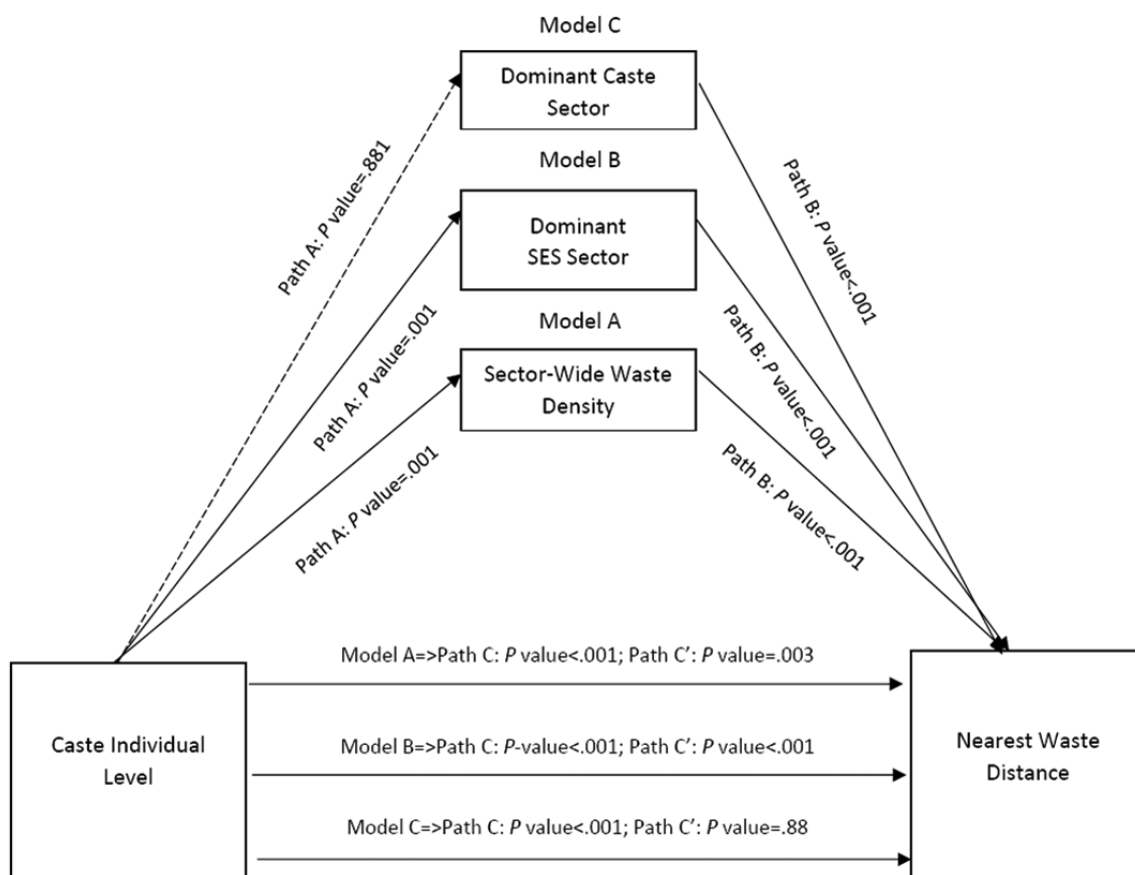 Model C
Dominant Caste
Sector
Path A: P value=.881
Path B: P value<.001
Model B
Dominant
SES Sector
Path A: P value=.001
Path B: P value<.001
Model A
Sector-Wide Waste
Density
Path A: P value=.001
Path B: P value<.001
Model A=>Path C: P value<.001; Path C’: P value=.003
Caste Individual
Level
Model B=>Path C: P-value<.001; Path C’: P value<.001
Nearest Waste
Distance
Model C=>Path C: P value<.001; Path C’: P value=.88